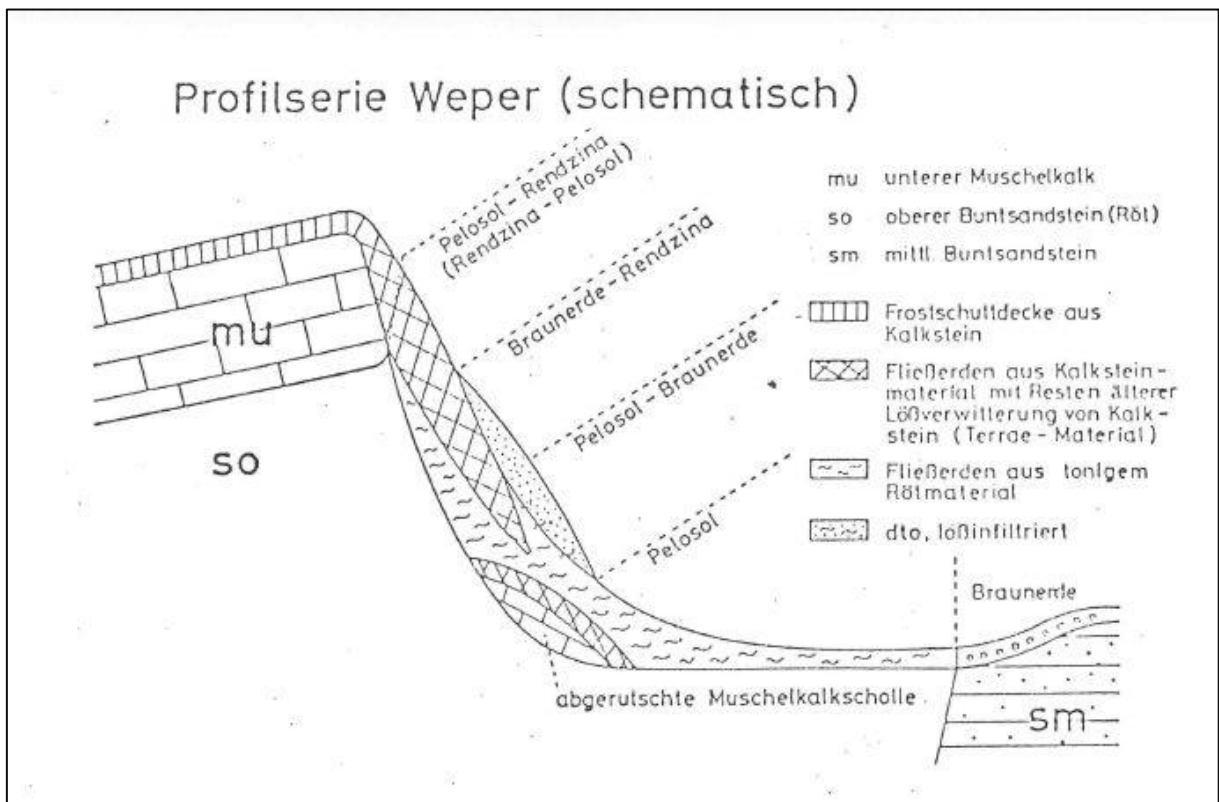 Profilserie Weper (schematisch)
Pelosol-Rendzina
(Rendzina-Pelosol)
Braunerde-Rendzina
Pelosol-Braunerde
Pelosol
mu
so
mu unterer Muschelkalk
so oberer Buntsandstein (Röt)
sm mittl. Buntsandstein
Frostschuttdecke aus
Kalkstein
Fließerden aus Kalkstein-
material mit Resten älterer
Lößverwitterung von Kalk-
stein (Terrae-Material)
Fließerden aus tonigem
Rötmaterial
dto, lößinfiltriert
Braunerde
abgerutschte Muschelkalkscholle
sm